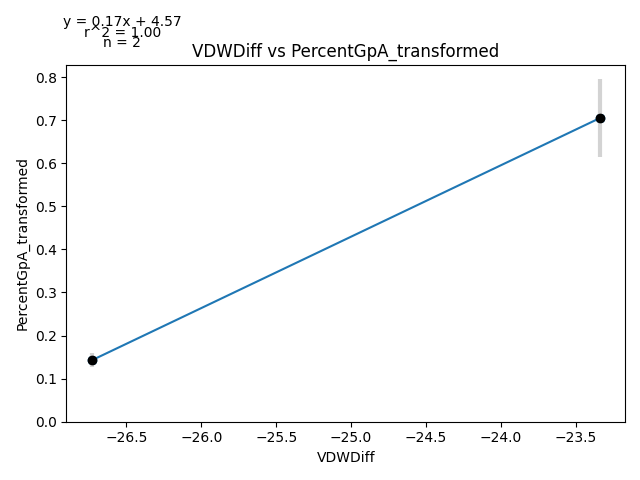 y = 0.17x + 4.57
r^2 = 1.00
n = 2
VDWDiff vs PercentGpA_transformed
0.8
0.7
0.6
0.5
0.4
0.3
0.2
0.1
0.0
PercentGpA_transformed
−26.5
−26.0
−25.5
−25.0
−24.5
−24.0
−23.5
VDWDiff